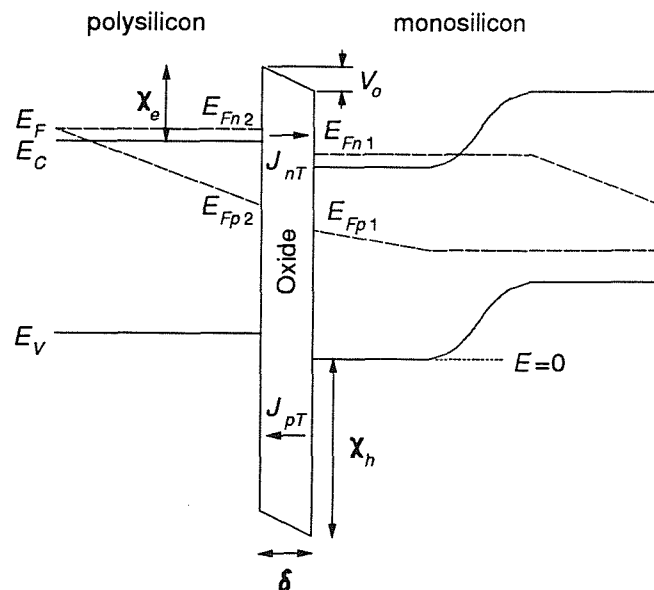 polysilicon
monosilicon
V_o
χ_e
E_Fn2
E_F
E_Fn1
E_C
J_nT
E_Fp2
E_Fp1
Oxide
E_V
E=0
J_pT
χ_h
δ